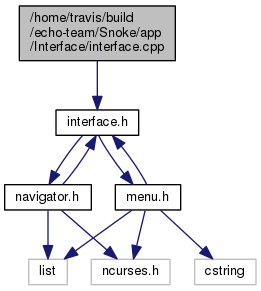 /home/travis/build
/echo-team/Snoke/app
/Interface/interface.cpp
interface.h
navigator.h
menu.h
list
ncurses.h
cstring